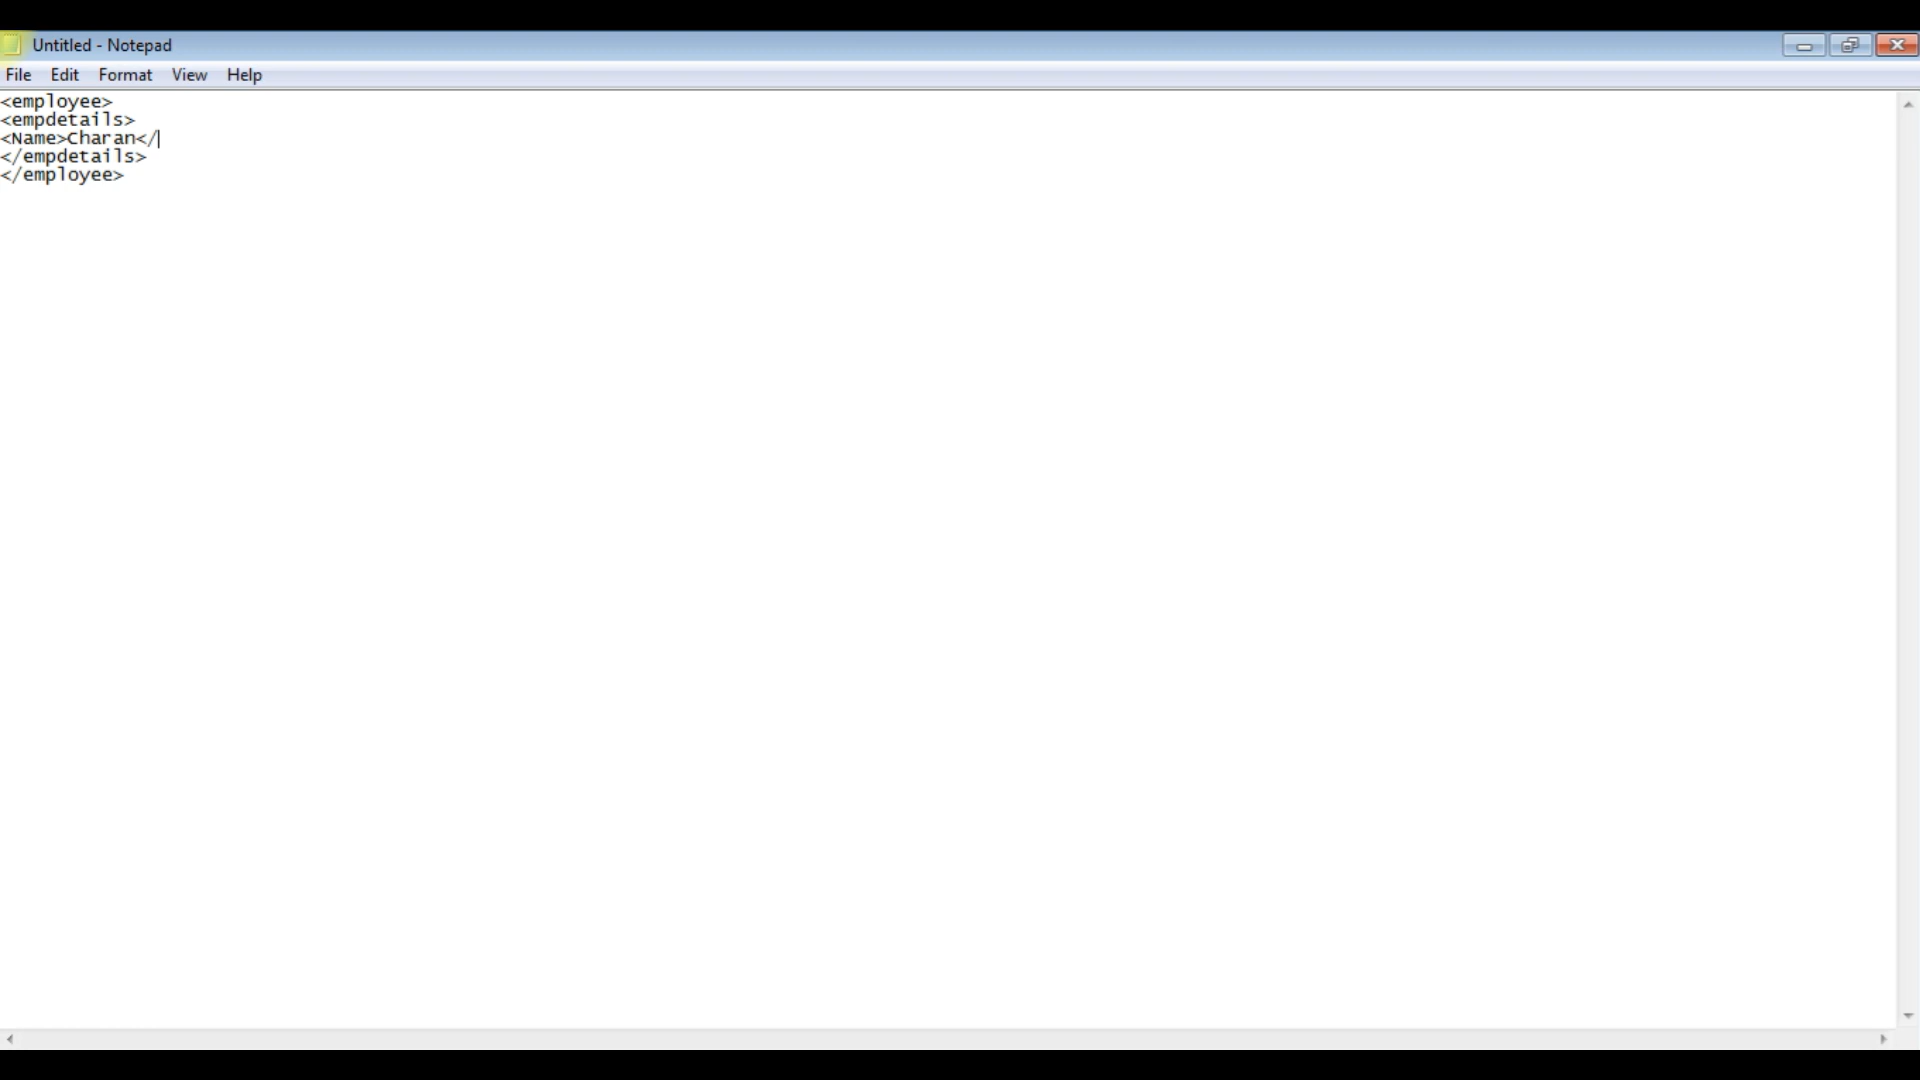 Untitled - Notepad
File Edit Format View Help
<employee>
<empdetails>
<Name>Charan</
</empdetails>
</employee>